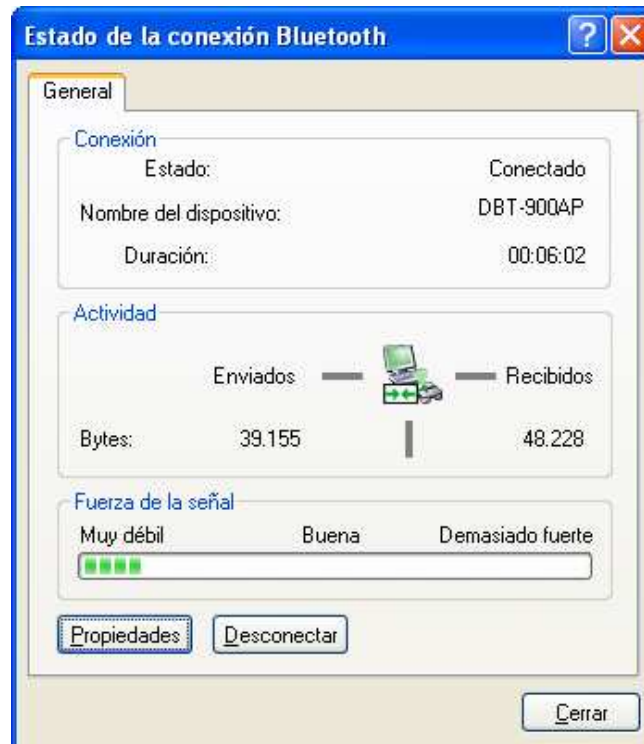 Estado de la conexión Bluetooth
General
Conexión
Estado: Conectado
Nombre del dispositivo: DBT-900AP
Duración: 00:06:02
Actividad
Enviados Recibidos
Bytes: 39.155 48.228
Fuerza de la señal
Muy débil Buena Demasiado fuerte
Propiedades Desconectar
Cerrar